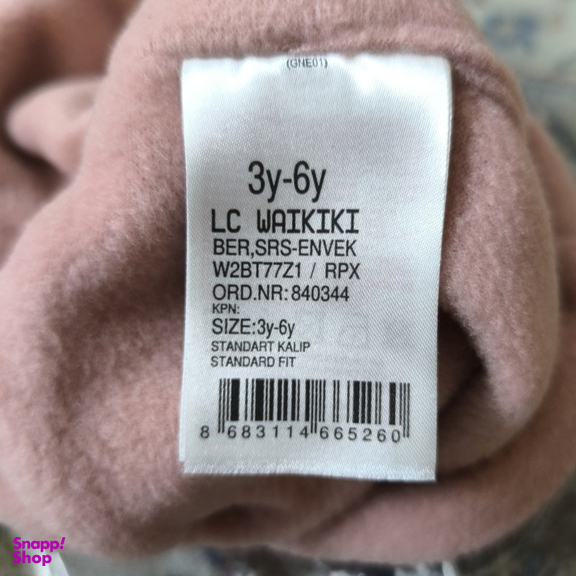 (GNE01)
3y-6y
LC WAIKIKI
BER,SRS-ENVEK
W2BT77Z1 / RPX
ORD.NR:840344
KPN:
SIZE:3y-6y
STANDART KALIP
STANDARD FIT
8 683114 665260
Snapp!
Shop